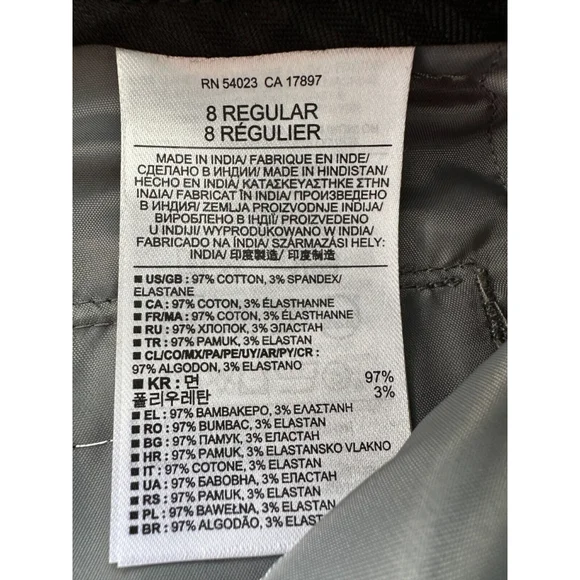 RN 54023 CA 17897
8 REGULAR
8 RÉGULIER
MADE IN INDIA/ FABRIQUE EN INDE/
СДЕЛАНО В ИНДИИ/ MADE IN HINDISTAN/
HECHO EN INDIA/ ΚΑΤΑΣΚΕΥΑΣΤΗΚΕ ΣΤΗΝ
ΙΝΔΙΑ/ FABRICAT ÎN INDIA/ ПРОИЗВЕДЕНО
В ИНДИЯ/ ZEMLJA PROIZVODNJE INDIJA/
ВИРОБЛЕНО В ІНДІЇ/ PROIZVEDENO
U INDIJI/ WYPRODUKOWANO W INDIA/
FABRICADO NA ÍNDIA/ SZÁRMAZÁSI HELY:
INDIA/ 印度製造/ 印度制造
■ US/GB : 97% COTTON, 3% SPANDEX/
ELASTANE
■ CA : 97% COTON, 3% ÉLASTHANNE
■ FR/MA : 97% COTON, 3% ÉLASTHANNE
■ RU : 97% ХЛОПОК, 3% ЭЛАСТАН
■ TR : 97% PAMUK, 3% ELASTAN
■ CL/CO/MX/PA/PE/UY/AR/PY/CR :
97% ALGODON, 3% ELASTANO
■ KR : 면 97%
폴리우레탄 3%
■ EL : 97% ΒΑΜΒΑΚΕΡΟ, 3% ΕΛΑΣΤΑΝΗ
■ RO : 97% BUMBAC, 3% ELASTAN
■ BG : 97% ПАМУК, 3% ЕЛАСТАН
■ HR : 97% PAMUK, 3% ELASTANSKO VLAKNO
■ IT : 97% COTONE, 3% ELASTAN
■ UA : 97% БАВОВНА, 3% ЕЛАСТАН
■ RS : 97% PAMUK, 3% ELASTAN
■ PL : 97% BAWEŁNA, 3% ELASTAN
■ BR : 97% ALGODÃO, 3%